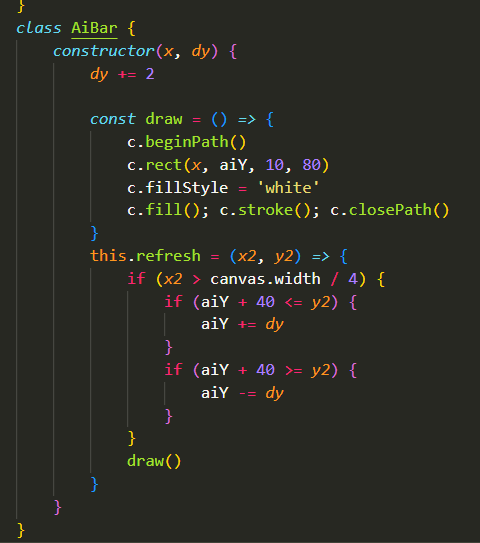 }
class AiBar {
    constructor(x, dy) {
        dy += 2

        const draw = () => {
            c.beginPath()
            c.rect(x, aiY, 10, 80)
            c.fillStyle = 'white'
            c.fill(); c.stroke(); c.closePath()
        }
        this.refresh = (x2, y2) => {
            if (x2 > canvas.width / 4) {
                if (aiY + 40 <= y2) {
                    aiY += dy
                }
                if (aiY + 40 >= y2) {
                    aiY -= dy
                }
            }
            draw()
        }
    }
}